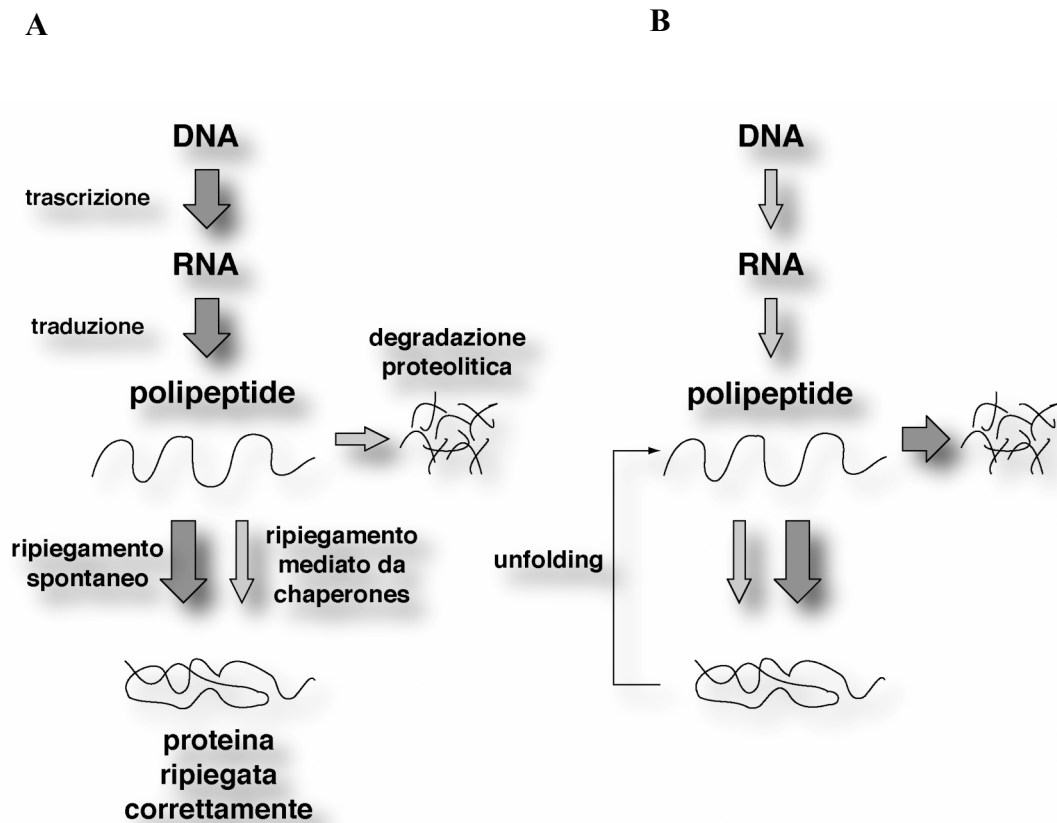 A
B
DNA
trascrizione
RNA
traduzione
degradazione
proteolitica
polipeptide
ripiegamento
spontaneo
ripiegamento
mediato da
chaperones
proteina
ripiegata
correttamente
DNA
RNA
polipeptide
unfolding